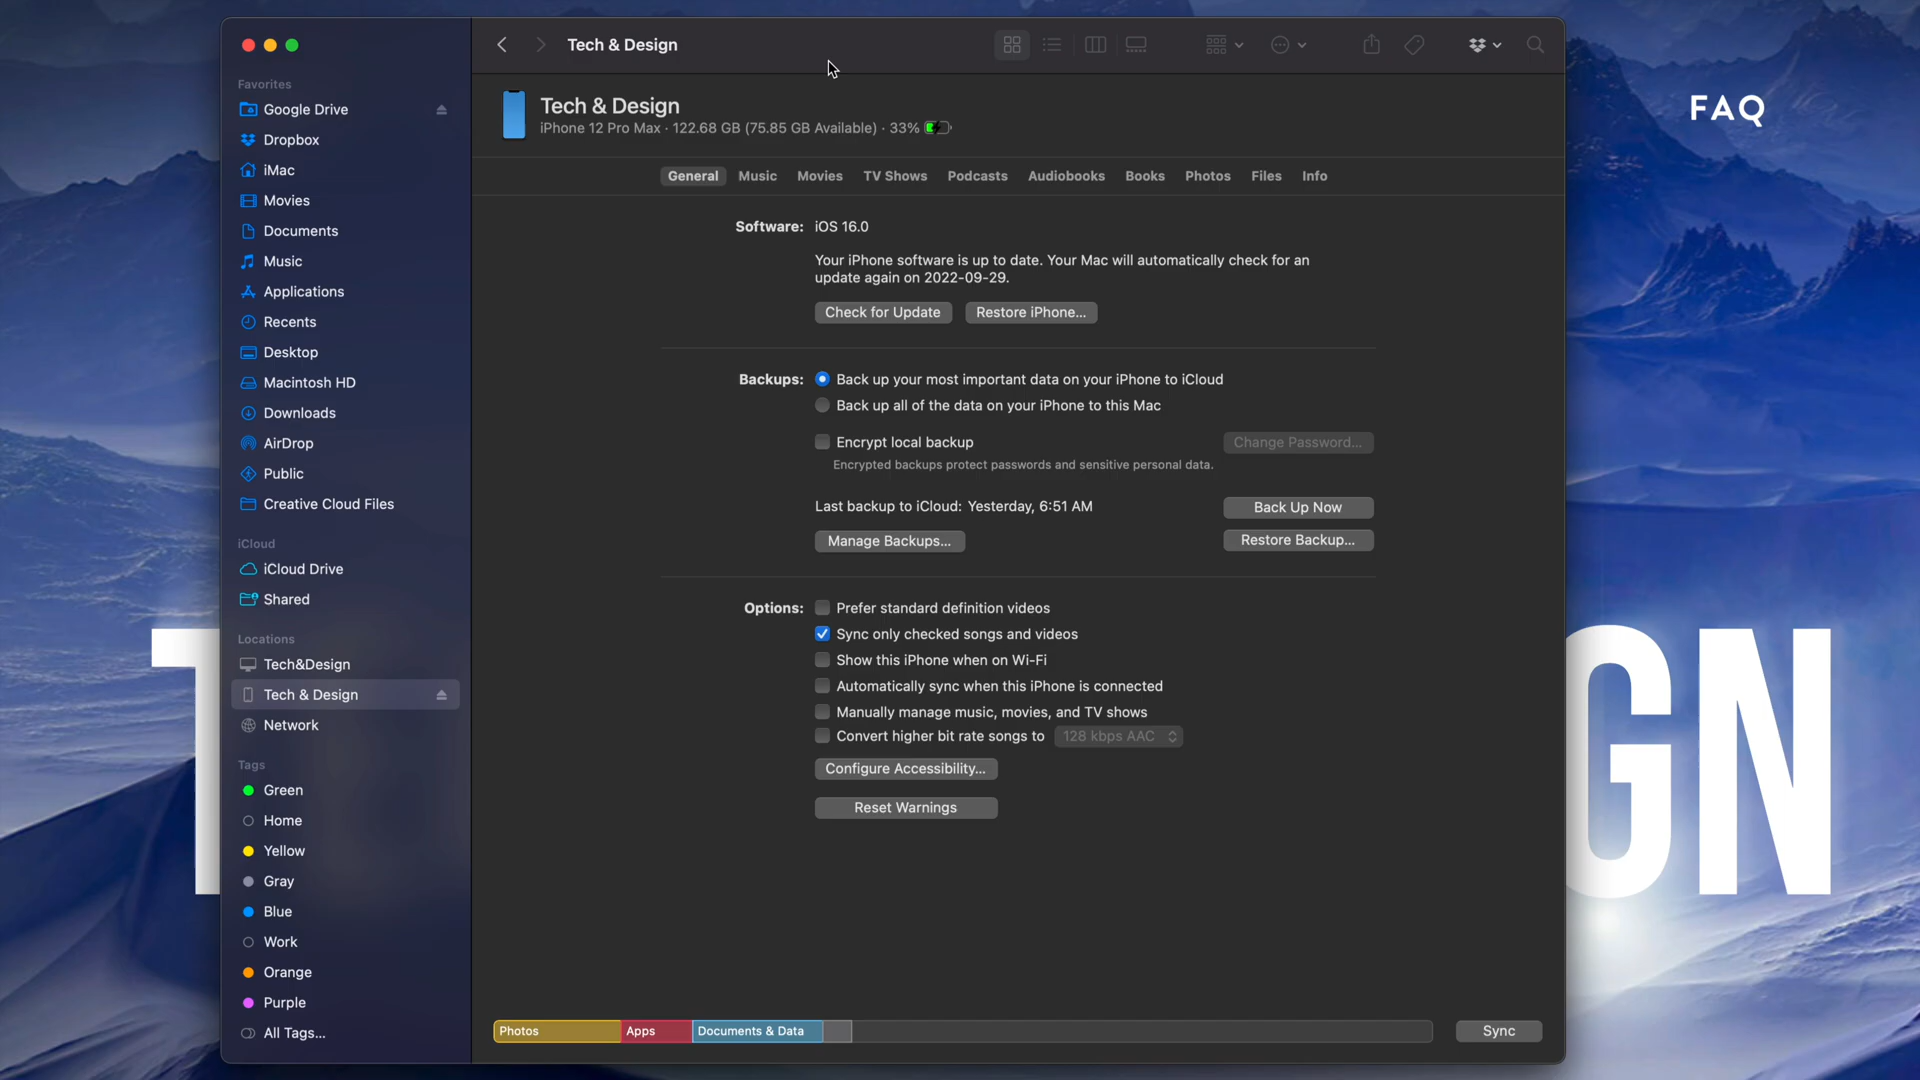 Tech & Design
FAQ
Favorites
Google Drive
Dropbox
iMac
Movies
Documents
Music
Applications
Recents
Desktop
Macintosh HD
Downloads
AirDrop
Public
Creative Cloud Files
iCloud
iCloud Drive
Shared
Locations
Tech&Design
Tech & Design
Network
Tags
Green
Home
Yellow
Gray
Blue
Work
Orange
Purple
All Tags...
Tech & Design
iPhone 12 Pro Max · 122.68 GB (75.85 GB Available) · 33%
General Music Movies TV Shows Podcasts Audiobooks Books Photos Files Info
Software: iOS 16.0
Your iPhone software is up to date. Your Mac will automatically check for an
update again on 2022-09-29.
Check for Update Restore iPhone...
Backups: Back up your most important data on your iPhone to iCloud
Back up all of the data on your iPhone to this Mac
Encrypt local backup Change Password...
Encrypted backups protect passwords and sensitive personal data.
Last backup to iCloud: Yesterday, 6:51 AM Back Up Now
Manage Backups... Restore Backup...
Options: Prefer standard definition videos
Sync only checked songs and videos
Show this iPhone when on Wi-Fi
Automatically sync when this iPhone is connected
Manually manage music, movies, and TV shows
Convert higher bit rate songs to 128 kbps AAC
Configure Accessibility...
Reset Warnings
Photos Apps Documents & Data Sync
T GN